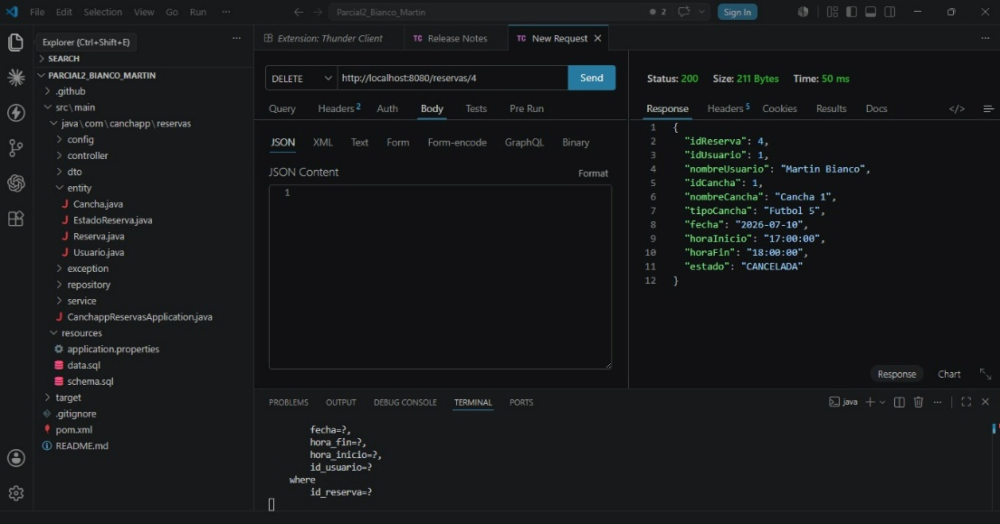 File Edit Selection View Go Run ···
Parcial2_Bianco_Martin
2
Sign In
Explorer (Ctrl+Shift+E)
SEARCH
PARCIAL2_BIANCO_MARTIN
.github
src\main
java\com\canchapp\reservas
config
controller
dto
entity
Cancha.java
EstadoReserva.java
Reserva.java
Usuario.java
exception
repository
service
CanchappReservasApplication.java
resources
application.properties
data.sql
schema.sql
target
.gitignore
pom.xml
README.md
Extension: Thunder Client
TC Release Notes
TC New Request
DELETE http://localhost:8080/reservas/4 Send
Query Headers 2 Auth Body Tests Pre Run
JSON XML Text Form Form-encode GraphQL Binary
JSON Content Format
1
Status: 200 Size: 211 Bytes Time: 50 ms
Response Headers 5 Cookies Results Docs </>
1 {
2 "idReserva": 4,
3 "idUsuario": 1,
4 "nombreUsuario": "Martin Bianco",
5 "idCancha": 1,
6 "nombreCancha": "Cancha 1",
7 "tipoCancha": "Futbol 5",
8 "fecha": "2026-07-10",
9 "horaInicio": "17:00:00",
10 "horaFin": "18:00:00",
11 "estado": "CANCELADA"
12 }
Response Chart
PROBLEMS OUTPUT DEBUG CONSOLE TERMINAL PORTS
java
fecha=?,
hora_fin=?,
hora_inicio=?,
id_usuario=?
where
id_reserva=?